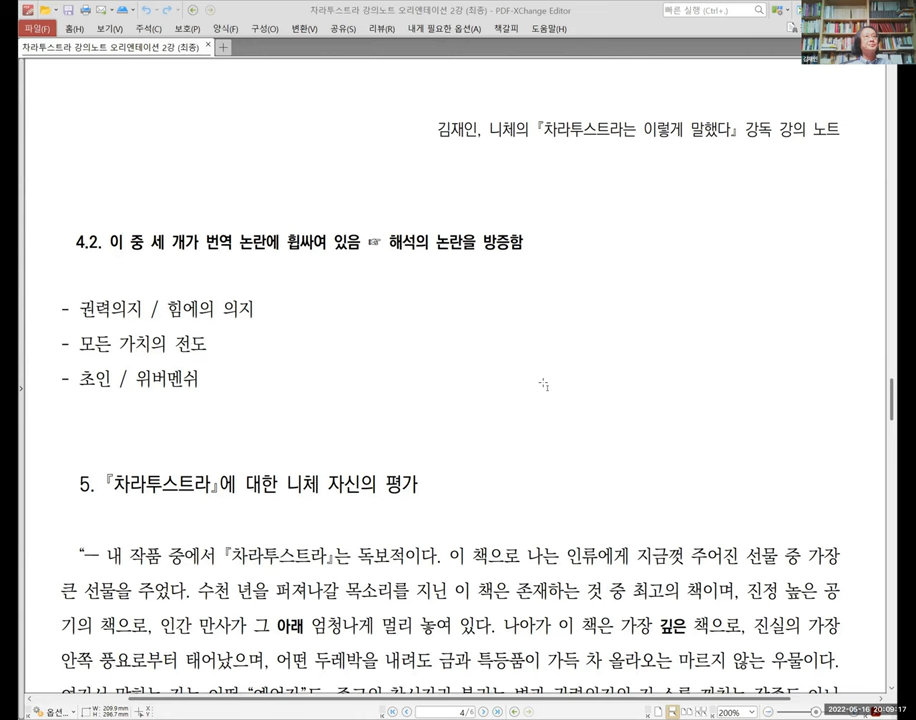 차라투스트라 강의노트 오리엔테이션 2강 (최종) - PDF-XChange Editor
빠른 실행 (Ctrl+.)
파일(F) 홈(H) 보기(V) 주석(C) 보호(P) 양식(F) 구성(O) 변환(V) 공유(S) 리뷰(R) 내게 필요한 옵션(A) 책갈피 도움말(H)
차라투스트라 강의노트 오리엔테이션 2강 (최종) ×
김재인, 니체의 『차라투스트라는 이렇게 말했다』 강독 강의 노트
4.2. 이 중 세 개가 번역 논란에 휩싸여 있음 ☞ 해석의 논란을 방증함
- 권력의지 / 힘에의 의지
- 모든 가치의 전도
- 초인 / 위버멘쉬
5. 『차라투스트라』에 대한 니체 자신의 평가
“— 내 작품 중에서 『차라투스트라』는 독보적이다. 이 책으로 나는 인류에게 지금껏 주어진 선물 중 가장
큰 선물을 주었다. 수천 년을 퍼져나갈 목소리를 지닌 이 책은 존재하는 것 중 최고의 책이며, 진정 높은 공
기의 책으로, 인간 만사가 그 아래 엄청나게 멀리 놓여 있다. 나아가 이 책은 가장 깊은 책으로, 진실의 가장
안쪽 풍요로부터 태어났으며, 어떤 두레박을 내려도 금과 특등품이 가득 차 올라오는 마르지 않는 우물이다.
옵션... W: 209.9mm X:
H: 296.7mm Y:
4/6
200%
2022-05-16 20:09:17